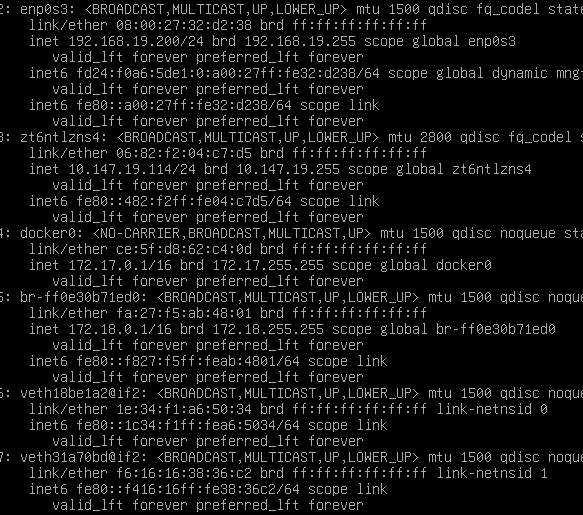 2: enp0s3: <BROADCAST,MULTICAST,UP,LOWER_UP> mtu 1500 qdisc fq_codel state
link/ether 08:00:27:32:d2:38 brd ff:ff:ff:ff:ff:ff
inet 192.168.19.200/24 brd 192.168.19.255 scope global enp0s3
valid_lft forever preferred_lft forever
inet6 fd24:f0a6:5de1:0:a00:27ff:fe32:d238/64 scope global dynamic mng
valid_lft forever preferred_lft forever
inet6 fe80::a00:27ff:fe32:d238/64 scope link
valid_lft forever preferred_lft forever
3: zt6ntlzns4: <BROADCAST,MULTICAST,UP,LOWER_UP> mtu 2800 qdisc fq_codel s
link/ether 06:82:f2:04:c7:d5 brd ff:ff:ff:ff:ff:ff
inet 10.147.19.114/24 brd 10.147.19.255 scope global zt6ntlzns4
valid_lft forever preferred_lft forever
inet6 fe80::482:f2ff:fe04:c7d5/64 scope link
valid_lft forever preferred_lft forever
4: docker0: <NO-CARRIER,BROADCAST,MULTICAST,UP> mtu 1500 qdisc noqueue sta
link/ether ce:5f:d8:62:c4:0d brd ff:ff:ff:ff:ff:ff
inet 172.17.0.1/16 brd 172.17.255.255 scope global docker0
valid_lft forever preferred_lft forever
5: br-ff0e30b71ed0: <BROADCAST,MULTICAST,UP,LOWER_UP> mtu 1500 qdisc noque
link/ether fa:27:f5:ab:48:01 brd ff:ff:ff:ff:ff:ff
inet 172.18.0.1/16 brd 172.18.255.255 scope global br-ff0e30b71ed0
valid_lft forever preferred_lft forever
inet6 fe80::f827:f5ff:feab:4801/64 scope link
valid_lft forever preferred_lft forever
6: veth18be1a2@if2: <BROADCAST,MULTICAST,UP,LOWER_UP> mtu 1500 qdisc noque
link/ether 1e:34:f1:a6:50:34 brd ff:ff:ff:ff:ff:ff link-netnsid 0
inet6 fe80::1c34:f1ff:fea6:5034/64 scope link
valid_lft forever preferred_lft forever
7: veth31a70bd@if2: <BROADCAST,MULTICAST,UP,LOWER_UP> mtu 1500 qdisc noque
link/ether f6:16:16:38:36:c2 brd ff:ff:ff:ff:ff:ff link-netnsid 1
inet6 fe80::f416:16ff:fe38:36c2/64 scope link
valid_lft forever preferred_lft forever